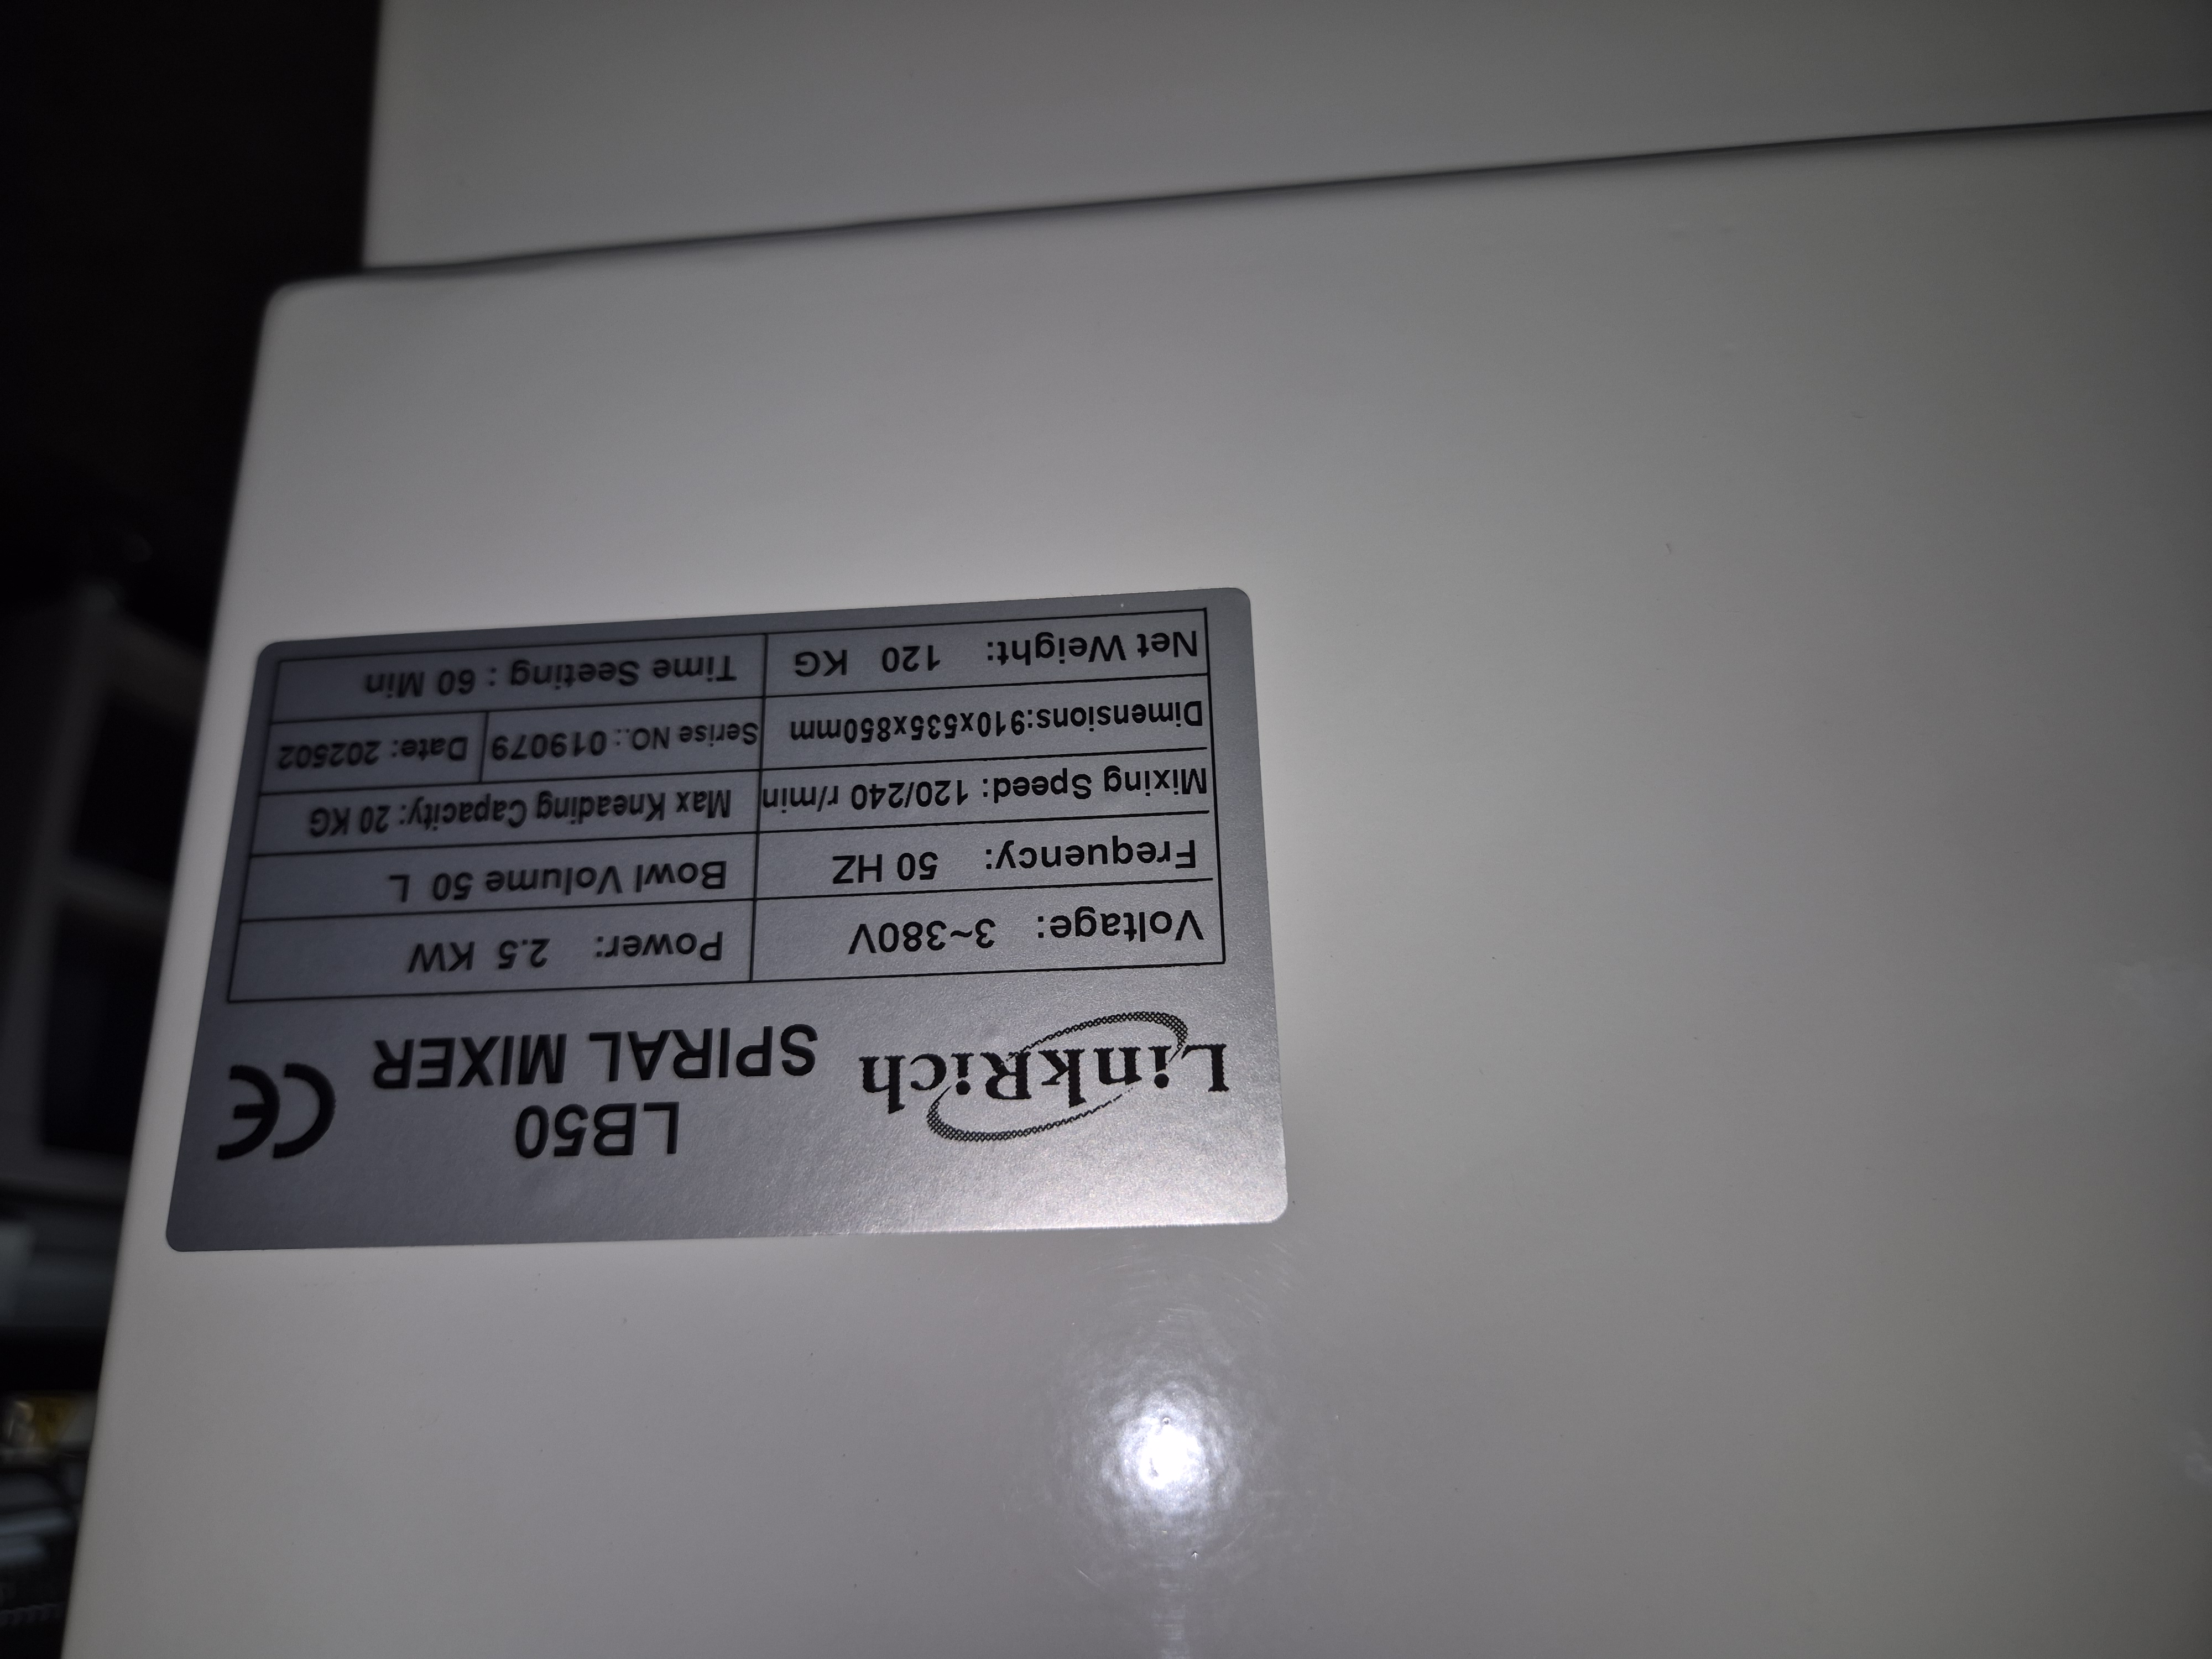 LinkRich
LB50
SPIRAL MIXER
CE
Voltage: 3~380V
Power: 2.5 KW
Frequency: 50 HZ
Bowl Volume 50 L
Mixing Speed: 120/240 r/min
Max Kneading Capacity: 20 KG
Dimensions:910x535x850mm
Serise NO.: 019079
Date: 202502
Net Weight: 120 KG
Time Seeting : 60 Min